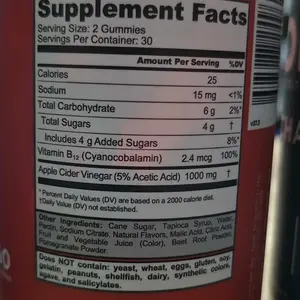 Supplement Facts
Serving Size: 2 Gummies
Servings Per Container: 30
Amount Per Serving %DV
Calories 25
Sodium 15 mg <1%
Total Carbohydrate 6 g 2%*
Total Sugars 4 g †
Includes 4 g Added Sugars 8%*
Vitamin B₁₂ (Cyanocobalamin) 2.4 mcg 100%
Apple Cider Vinegar (5% Acetic Acid) 1000 mg †
* Percent Daily Values (DV) are based on a 2000 calorie diet.
†Daily Value (DV) not established.
Other Ingredients: Cane Sugar, Tapioca Syrup, Water,
Pectin, Sodium Citrate, Natural Flavors, Malic Acid, Citric Acid,
Fruit and Vegetable Juice (Color), Beet Root Powder,
Pomegranate Powder.
Does NOT contain: yeast, wheat, eggs, gluten, soy,
gelatin, peanuts, shellfish, dairy, synthetic colors,
agave, and salicylates.